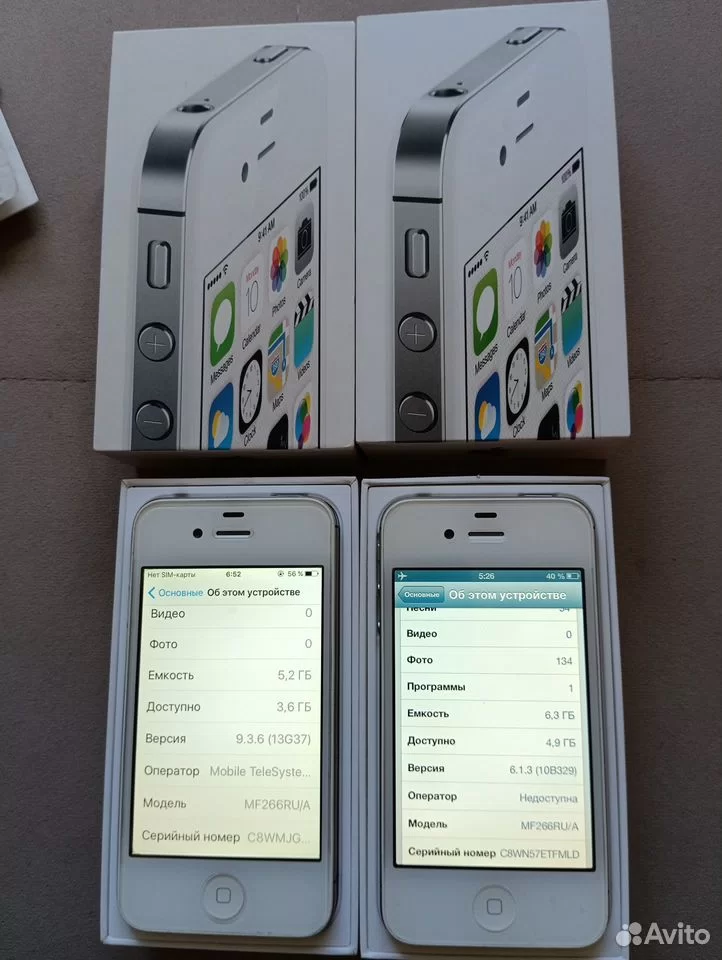 100%
9:41 AM
Monday
10
Messages
Calendar
Photos
Camera
Clock
Maps
Videos
100%
9:41 AM
Monday
10
Messages
Calendar
Photos
Camera
Clock
Maps
Videos
Нет SIM-карты 6:52 56 %
Основные Об этом устройстве
Видео 0
Фото 0
Емкость 5,2 ГБ
Доступно 3,6 ГБ
Версия 9.3.6 (13G37)
Оператор Mobile TeleSyste...
Модель MF266RU/A
Серийный номер C8WMJG...
5:26 40 %
Основные Об этом устройстве
Песни 34
Видео 0
Фото 134
Программы 1
Емкость 6,3 ГБ
Доступно 4,9 ГБ
Версия 6.1.3 (10B329)
Оператор Недоступна
Модель MF266RU/A
Серийный номер C8WN57ETFMLD
Avito